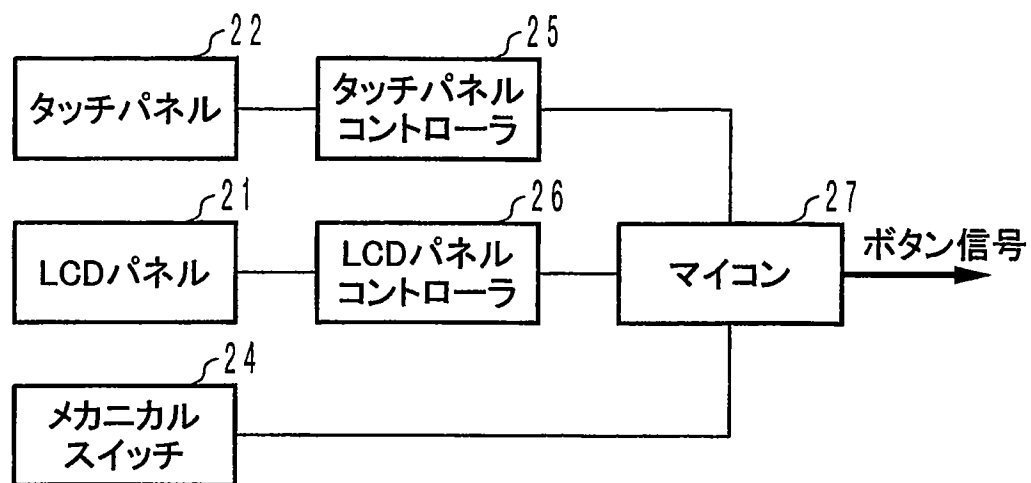 22
タッチパネル
25
タッチパネル
コントローラ
21
LCDパネル
26
LCDパネル
コントローラ
27
マイコン
ボタン信号
24
メカニカル
スイッチ